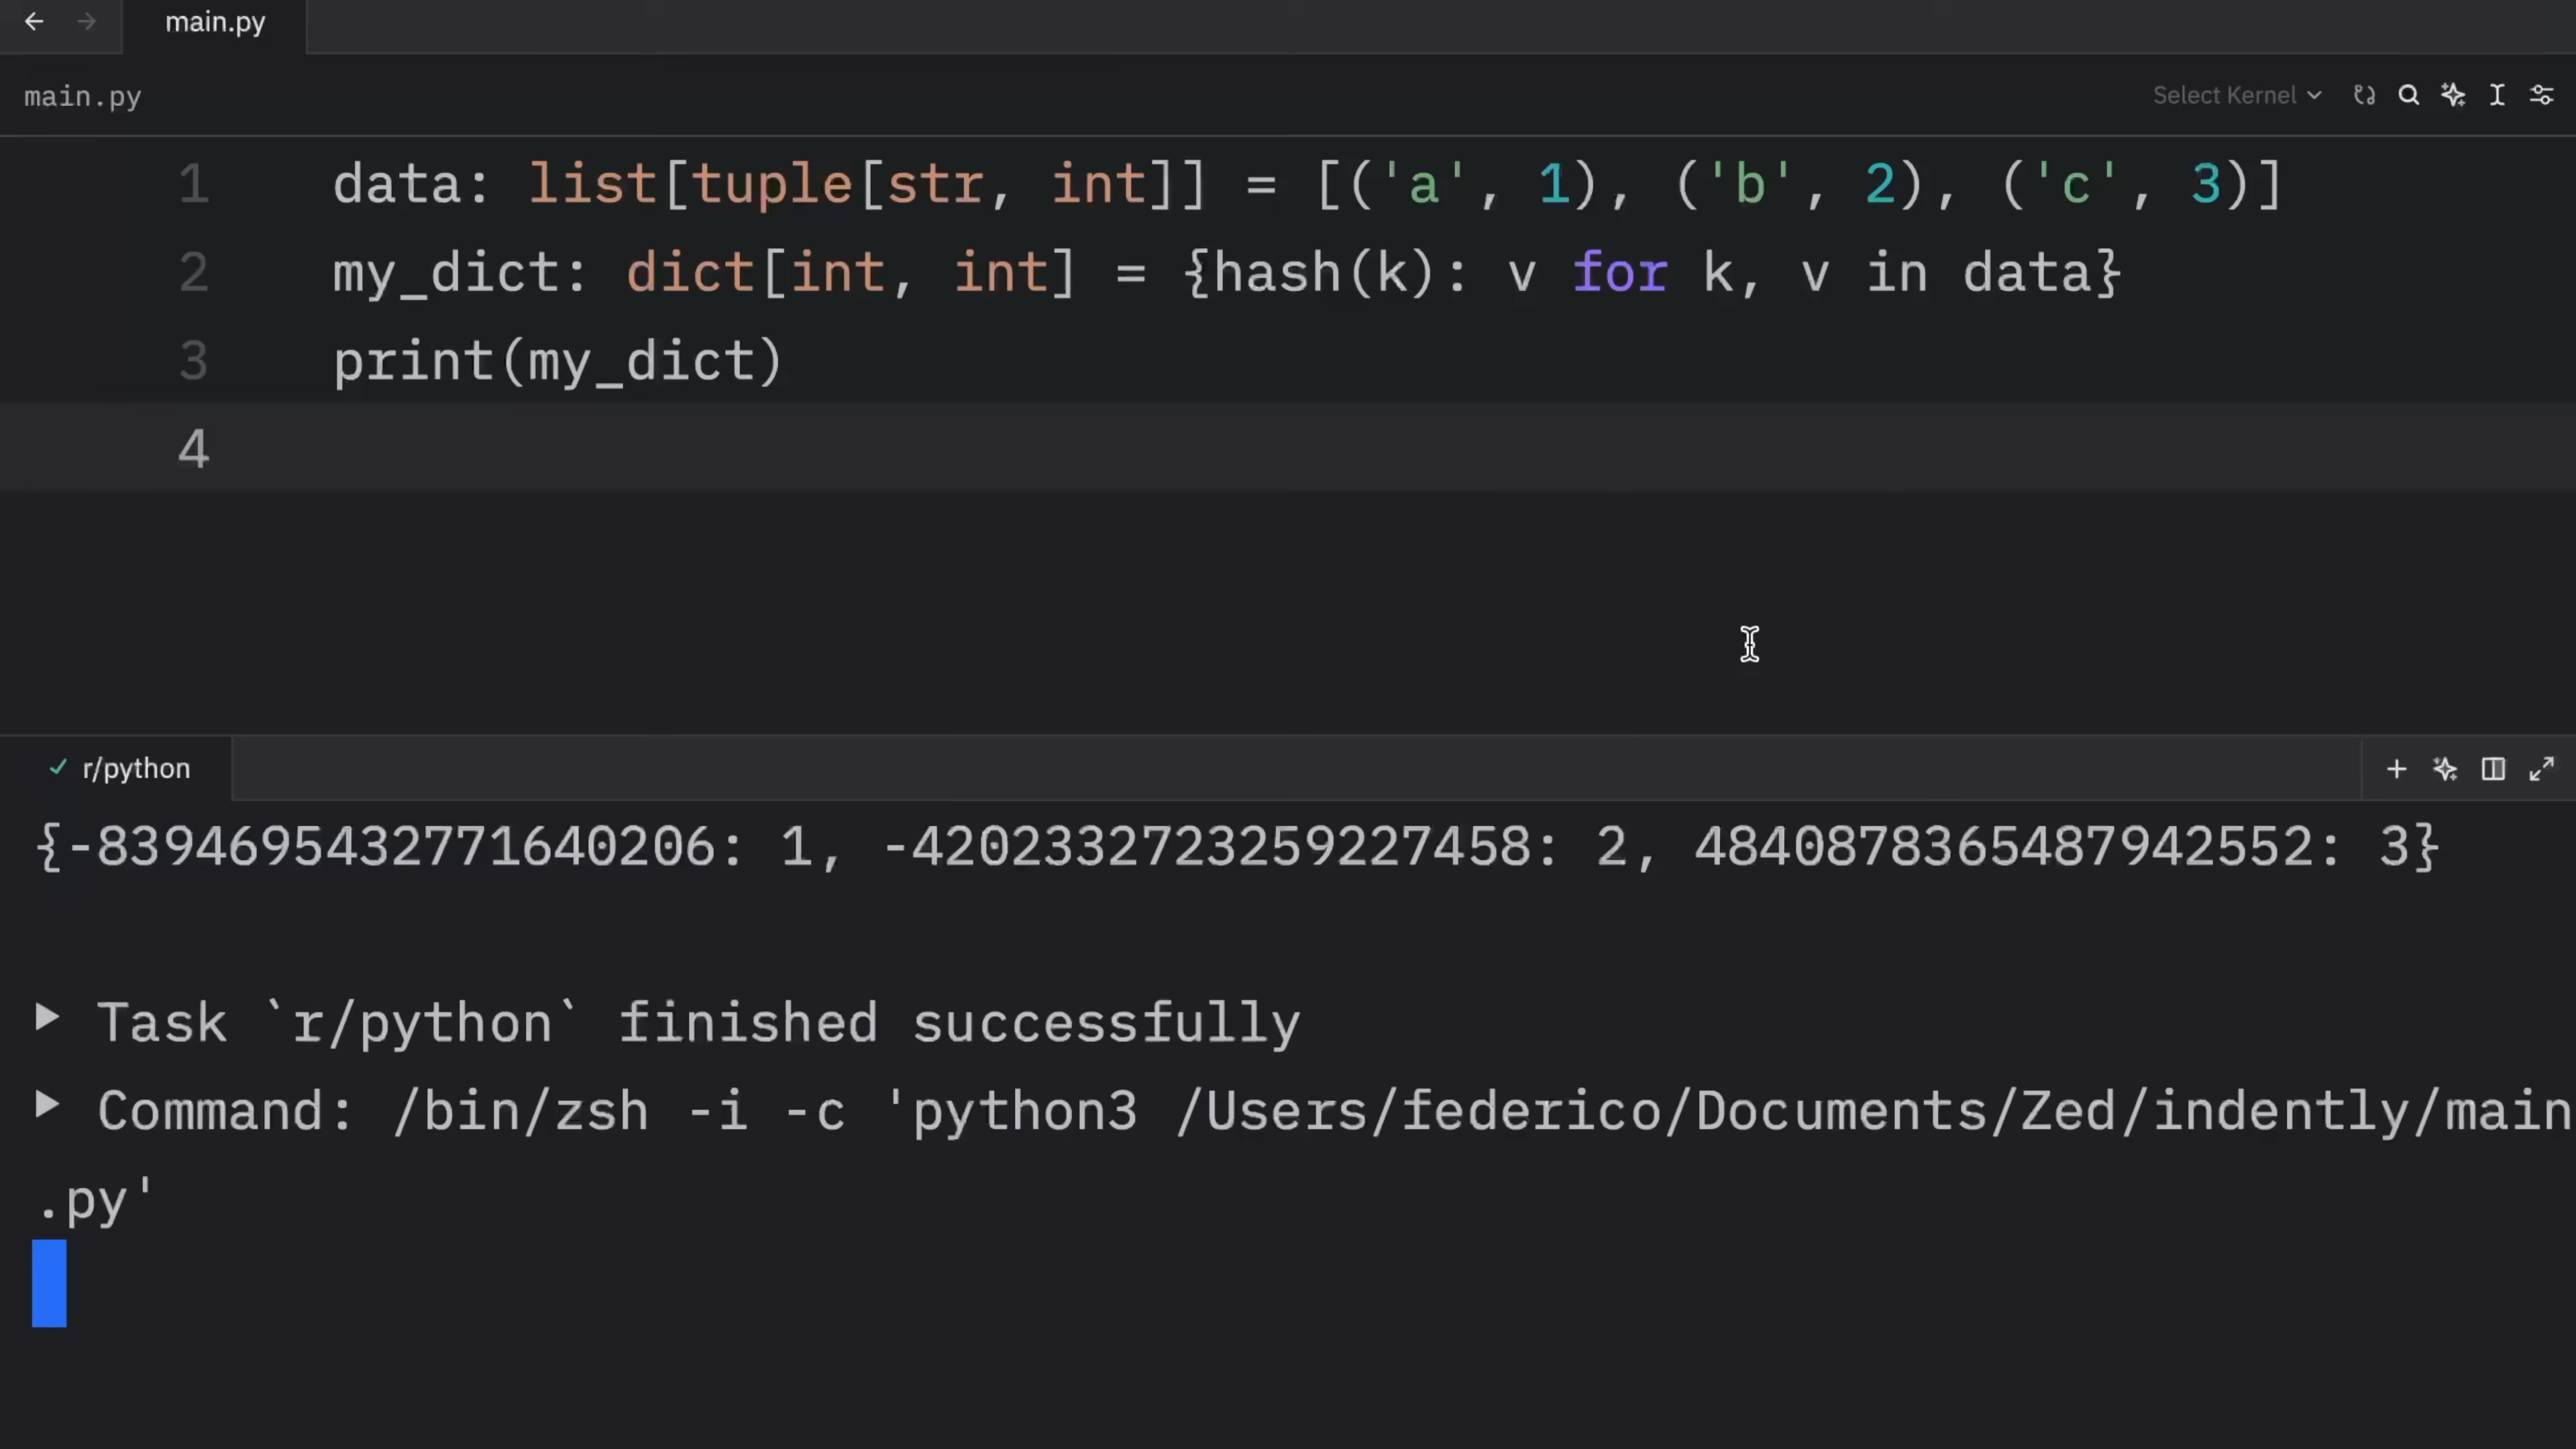 main.py
main.py
Select Kernel
1 data: list[tuple[str, int]] = [('a', 1), ('b', 2), ('c', 3)]
2 my_dict: dict[int, int] = {hash(k): v for k, v in data}
3 print(my_dict)
4
r/python
{-8394695432771640206: 1, -4202332723259227458: 2, 4840878365487942552: 3}
Task `r/python` finished successfully
Command: /bin/zsh -i -c 'python3 /Users/federico/Documents/Zed/indently/main
.py'